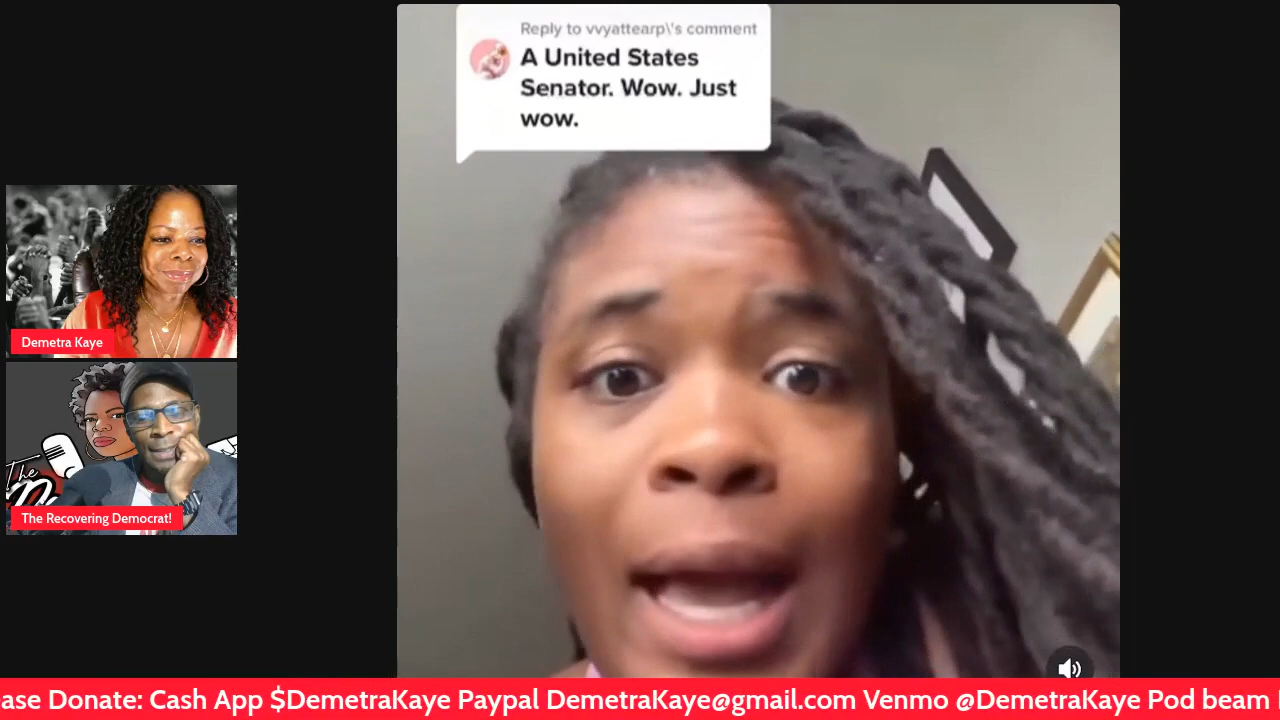 Reply to vvyattearp\'s comment
A United States
Senator. Wow. Just
wow.
Demetra Kaye
The
The Recovering Democrat!
ase Donate: Cash App $DemetraKaye Paypal DemetraKaye@gmail.com Venmo @DemetraKaye Pod beam